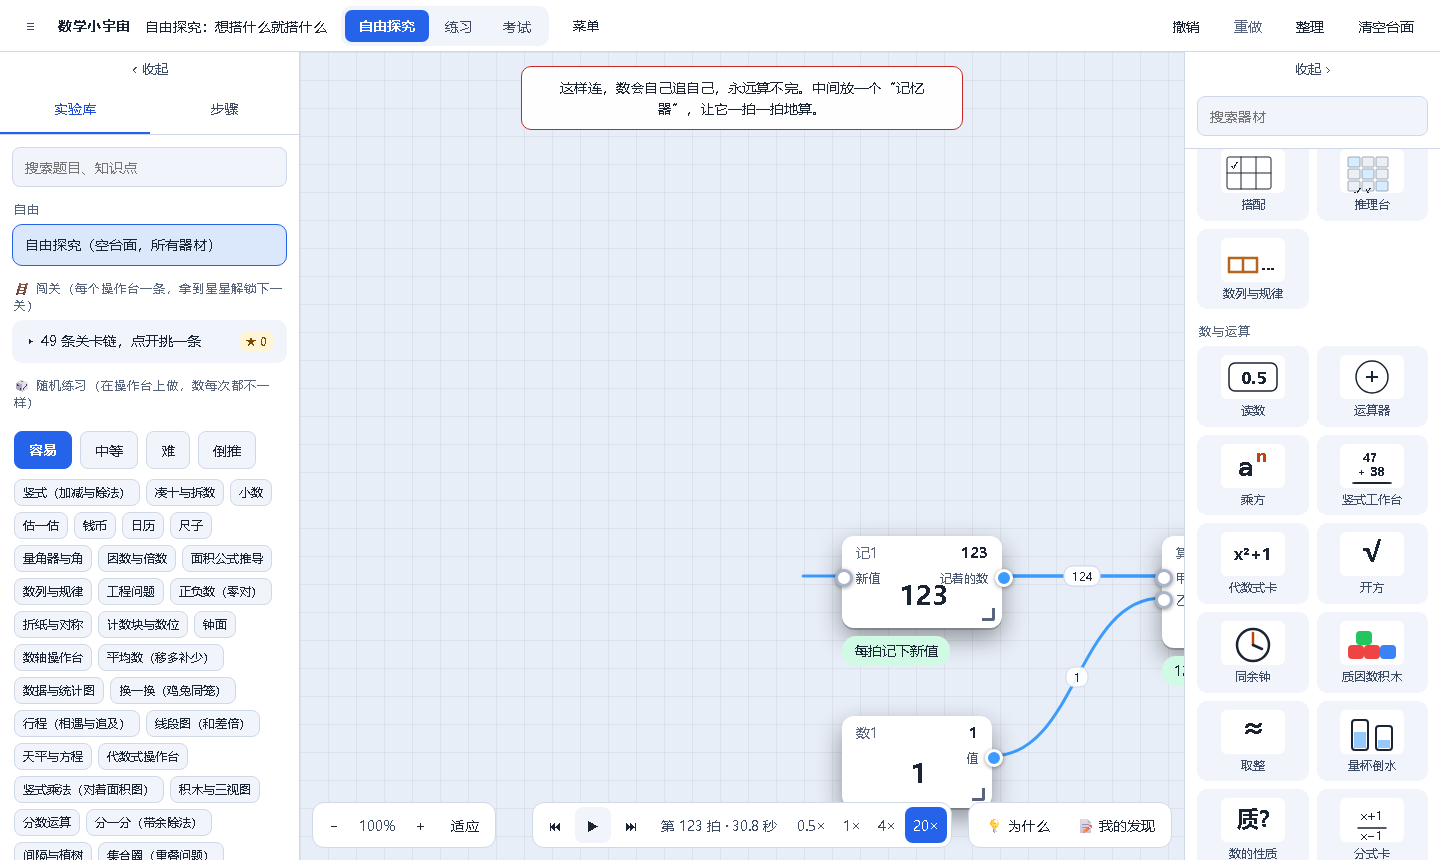 ≡ 数学小宇宙 自由探究：想搭什么就搭什么 自由探究 练习 考试 菜单 撤销 重做 整理 清空台面
‹ 收起
实验库 步骤
搜索题目、知识点
自由
自由探究（空台面，所有器材）
闯关（每个操作台一条，拿到星星解锁下一
关）
▸ 49 条关卡链，点开挑一条 ★ 0
随机练习（在操作台上做，数每次都不一
样）
容易 中等 难 倒推
竖式（加减与除法） 凑十与拆数 小数
估一估 钱币 日历 尺子
量角器与角 因数与倍数 面积公式推导
数列与规律 工程问题 正负数（零对）
折纸与对称 计数块与数位 钟面
数轴操作台 平均数（移多补少）
数据与统计图 换一换（鸡兔同笼）
行程（相遇与追及） 线段图（和差倍）
天平与方程 代数式操作台
竖式乘法（对着面积图） 积木与三视图
分数运算 分一分（带余除法）
间隔与植树 集合圈（重叠问题）
这样连，数会自己追自己，永远算不完。中间放一个“记忆
器”，让它一拍一拍地算。
记1 123
新值 记着的数
123
每拍记下新值
124
1
数1 1
值
1
算
甲
乙
12
− 100% + 适应
⏮ ▶ ⏭ 第 123 拍 · 30.8 秒 0.5× 1× 4× 20×
为什么 我的发现
收起 ›
搜索器材
搭配 推理台
...
数列与规律
数与运算
0.5 +
读数 运算器
aⁿ 47
+ 38
乘方 竖式工作台
x²+1 √
代数式卡 开方
同余钟 质因数积木
≈
取整 量杯倒水
质? x+1
x−1
数的性质 分式卡